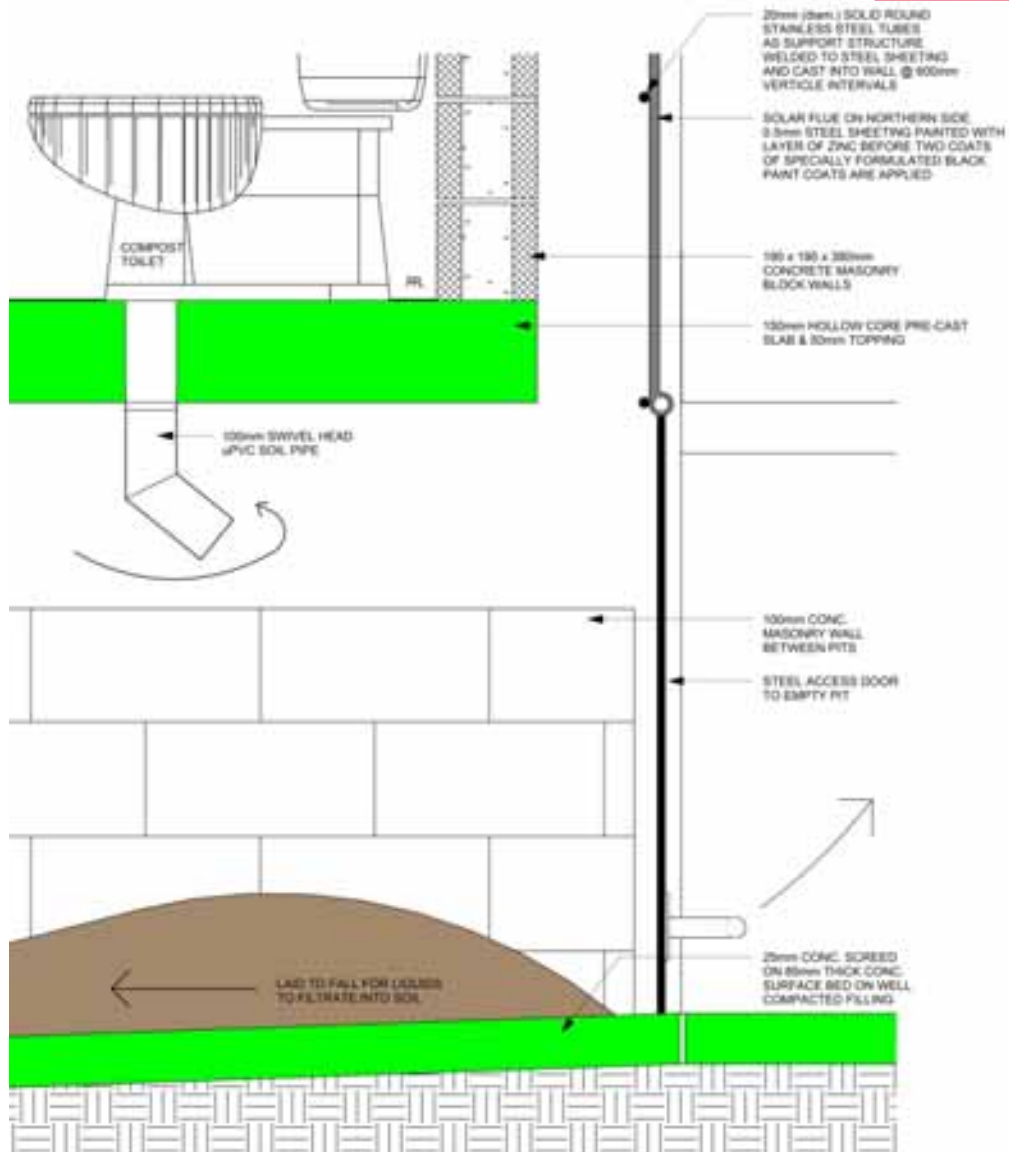 20mm (diam.) SOLID ROUND
STAINLESS STEEL TUBES
AS SUPPORT STRUCTURE
WELDED TO STEEL SHEETING
AND CAST INTO WALL @ 600mm
VERTICLE INTERVALS
SOLAR FLUE ON NORTHERN SIDE
0.5mm STEEL SHEETING PAINTED WITH
LAYER OF ZINC BEFORE TWO COATS
OF SPECIALLY FORMULATED BLACK
PAINT COATS ARE APPLIED
COMPOST
TOILET
FFL
190 x 190 x 390mm
CONCRETE MASONRY
BLOCK WALLS
150mm HOLLOW CORE PRE-CAST
SLAB & 50mm TOPPING
100mm SWIVEL HEAD
uPVC SOIL PIPE
100mm CONC.
MASONRY WALL
BETWEEN PITS
STEEL ACCESS DOOR
TO EMPTY PIT
25mm CONC. SCREED
ON 85mm THICK CONC.
SURFACE BED ON WELL
COMPACTED FILLING
LAID TO FALL FOR LIQUIDS
TO FILTRATE INTO SOIL